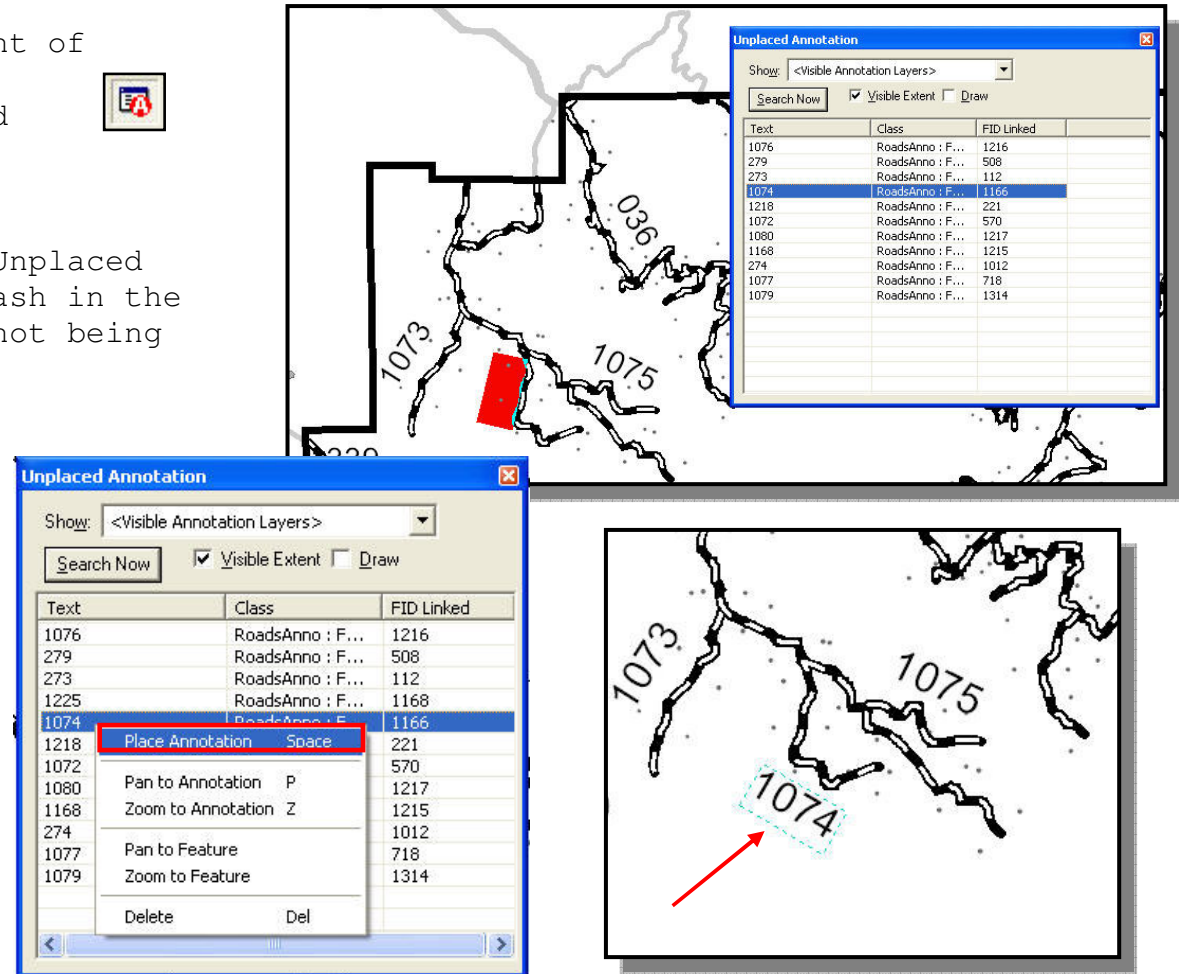 nt of
d
Unplaced
ash in the
not being
Unplaced Annotation
Show: <Visible Annotation Layers>
Search Now Visible Extent Draw
Text Class FID Linked
1076 RoadsAnno : F... 1216
279 RoadsAnno : F... 508
273 RoadsAnno : F... 112
1074 RoadsAnno : F... 1166
1218 RoadsAnno : F... 221
1072 RoadsAnno : F... 570
1080 RoadsAnno : F... 1217
1168 RoadsAnno : F... 1215
274 RoadsAnno : F... 1012
1077 RoadsAnno : F... 718
1079 RoadsAnno : F... 1314
036
1073
1075
Unplaced Annotation
Show: <Visible Annotation Layers>
Search Now Visible Extent Draw
Text Class FID Linked
1076 RoadsAnno : F... 1216
279 RoadsAnno : F... 508
273 RoadsAnno : F... 112
1225 RoadsAnno : F... 1168
1074 RoadsAnno : F 1166
1218 221
1072 570
1080 1217
1168 1215
274 1012
1077 718
1079 1314
Place Annotation Space
Pan to Annotation P
Zoom to Annotation Z
Pan to Feature
Zoom to Feature
Delete Del
1073
1075
1074